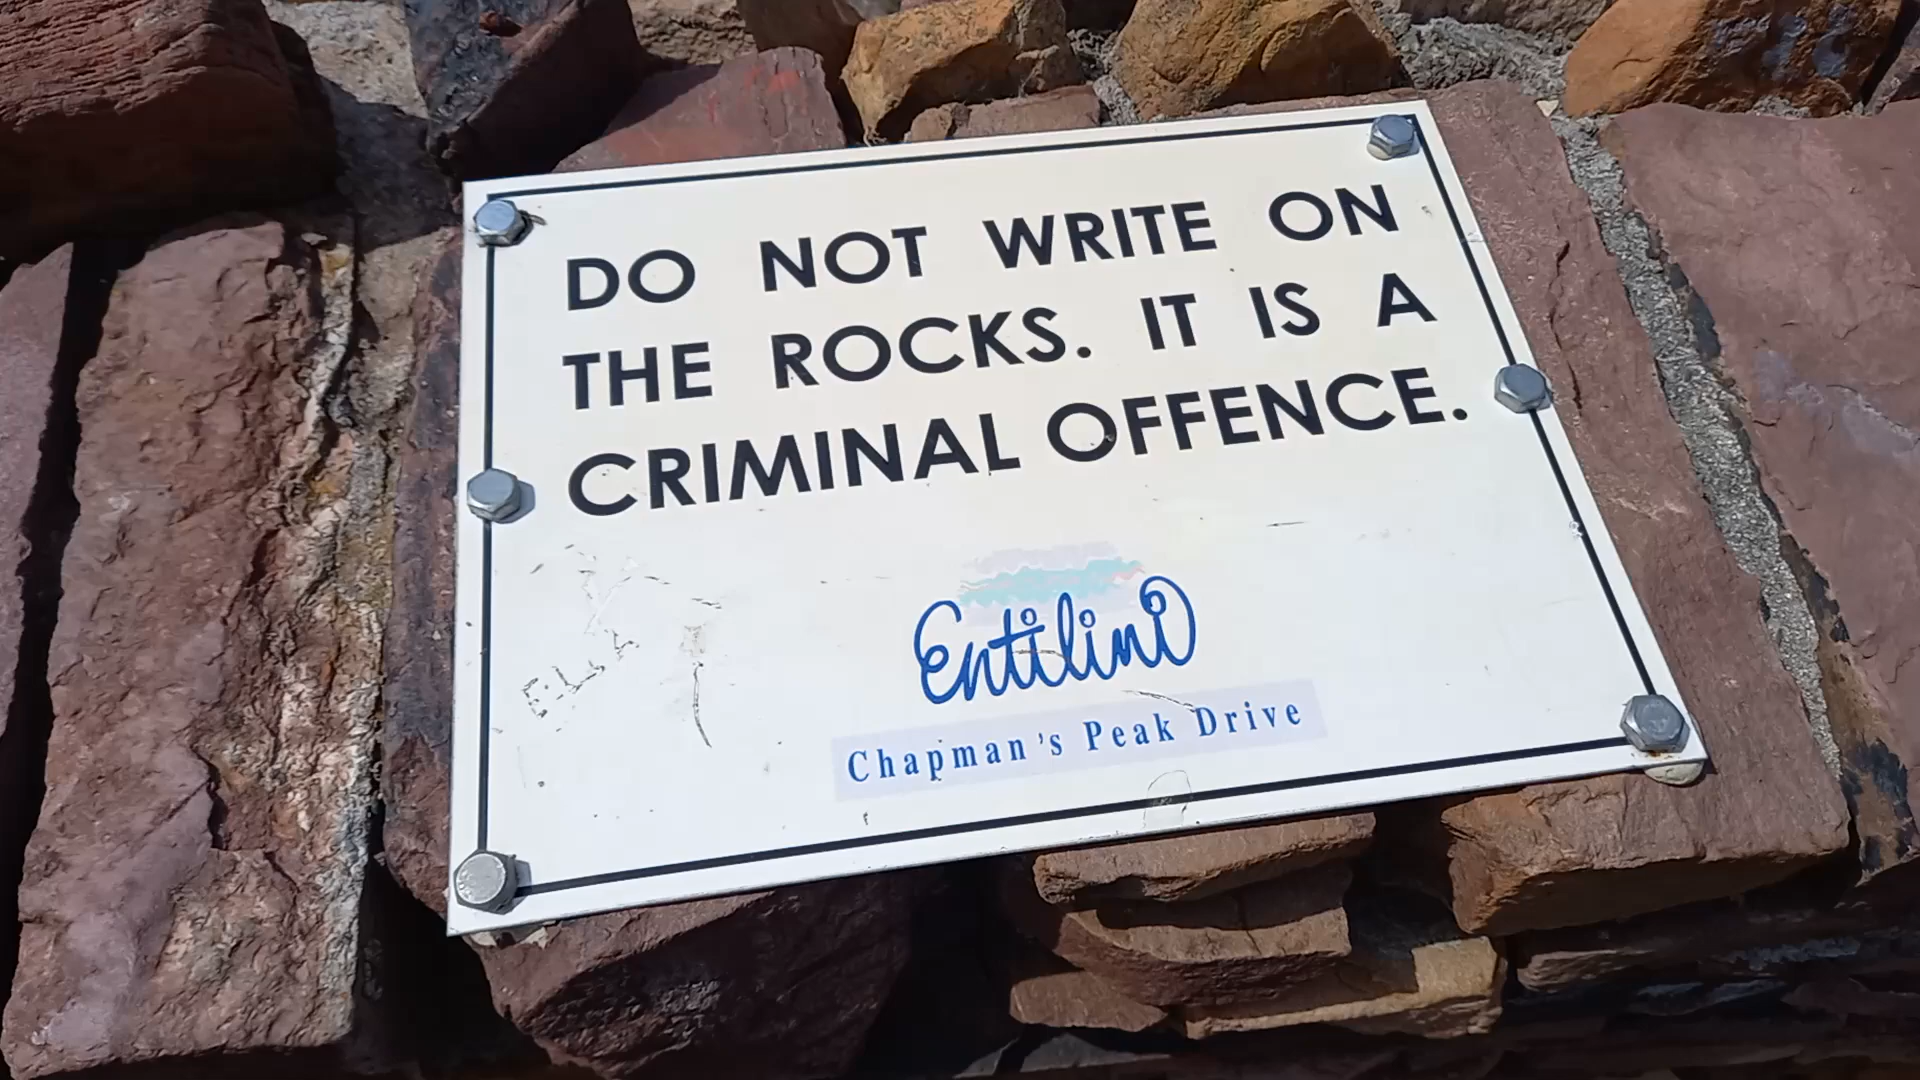 DO NOT WRITE ON
THE ROCKS. IT IS A
CRIMINAL OFFENCE.
Entilini
Chapman's Peak Drive